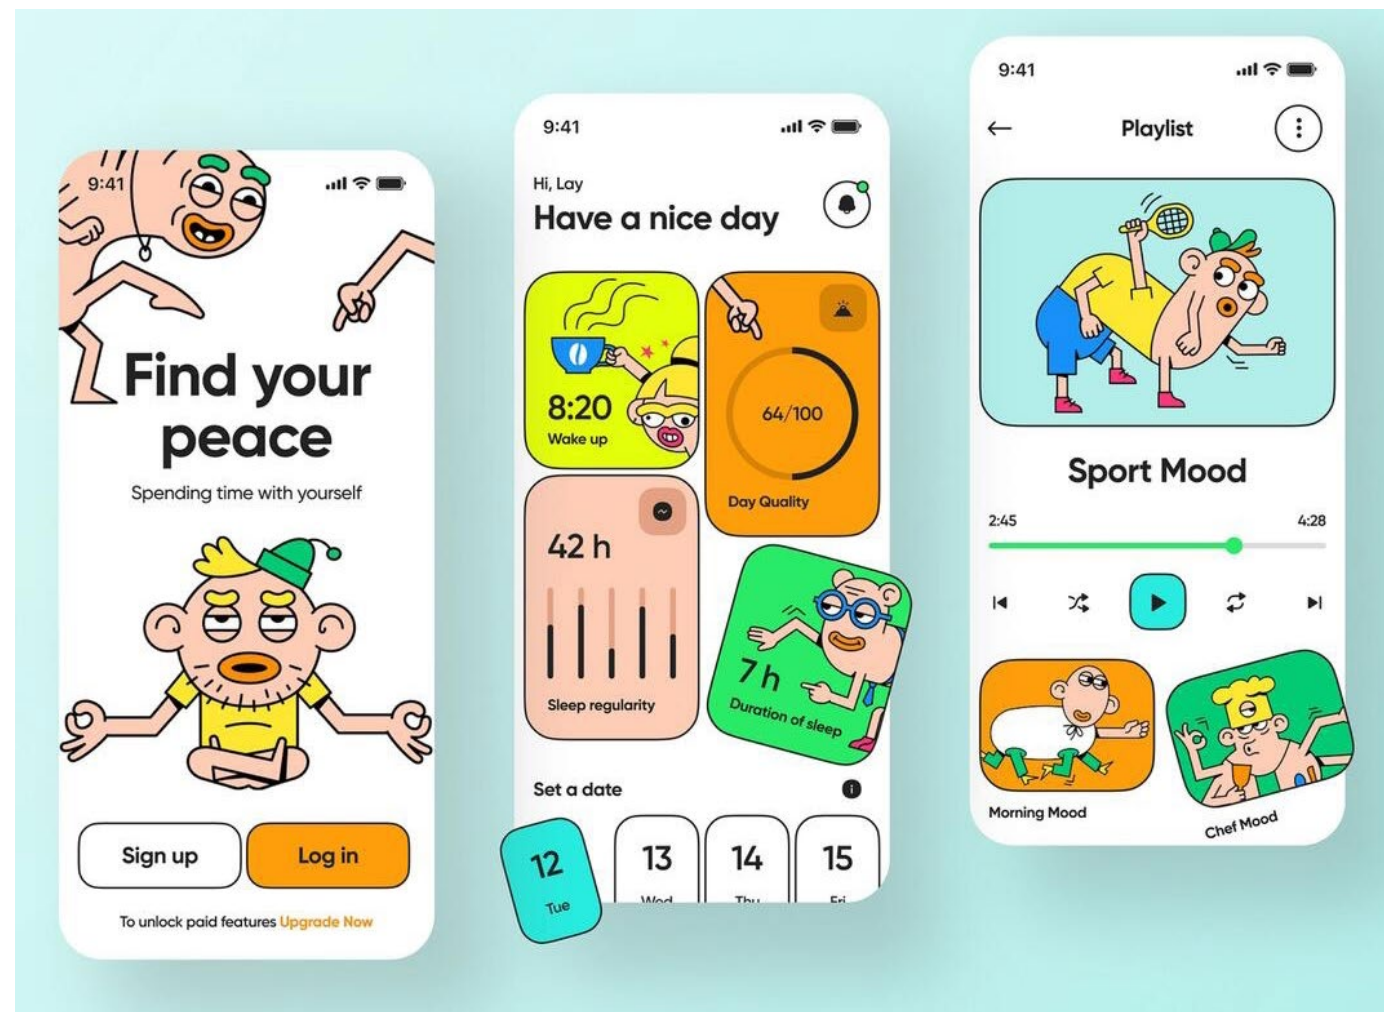 9:41
Find your
peace
Spending time with yourself
Sign up
Log in
To unlock paid features Upgrade Now
9:41
Hi, Lay
Have a nice day
8:20
Wake up
64/100
Day Quality
42 h
Sleep regularity
7 h
Duration of sleep
Set a date
12
Tue
13
Wed
14
Thu
15
Fri
9:41
Playlist
Sport Mood
2:45
4:28
Morning Mood
Chef Mood